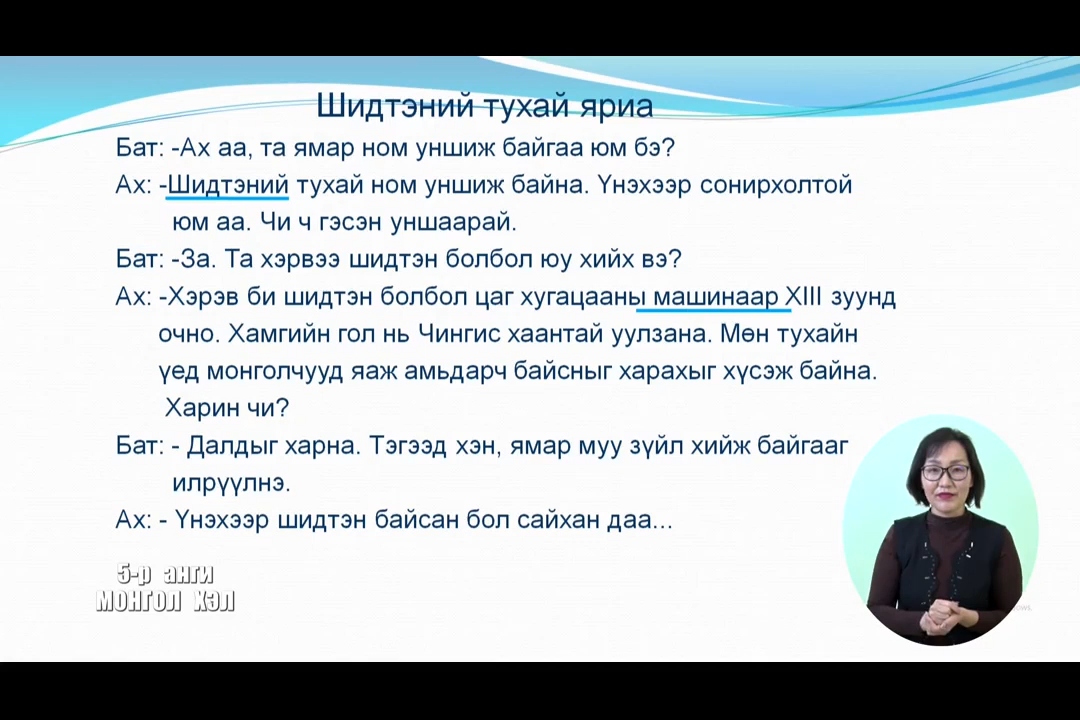 Шидтэний тухай яриа
Бат: -Ах аа, та ямар ном уншиж байгаа юм бэ?
Ах: -Шидтэний тухай ном уншиж байна. Үнэхээр сонирхолтой
юм аа. Чи ч гэсэн уншаарай.
Бат: -За. Та хэрвээ шидтэн болбол юу хийх вэ?
Ах: -Хэрэв би шидтэн болбол цаг хугацааны машинаар XIII зуунд
очно. Хамгийн гол нь Чингис хаантай уулзана. Мөн тухайн
үед монголчууд яаж амьдарч байсныг харахыг хүсэж байна.
Харин чи?
Бат: - Далдыг харна. Тэгээд хэн, ямар муу зүйл хийж байгааг
илрүүлнэ.
Ах: - Үнэхээр шидтэн байсан бол сайхан даа...
5-р анги
МОНГОЛ ХЭЛ